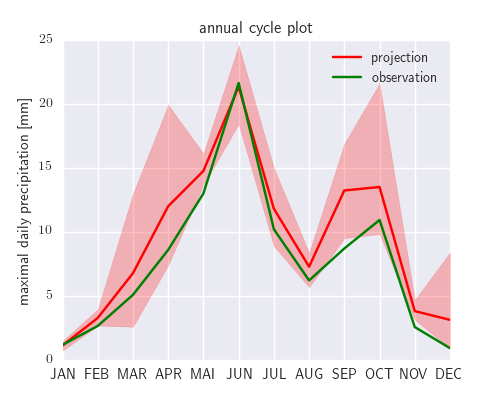 annual cycle plot
projection
observation
maximal daily precipitation [mm]
25
20
15
10
5
0
JAN FEB MAR APR MAI JUN JUL AUG SEP OCT NOV DEC